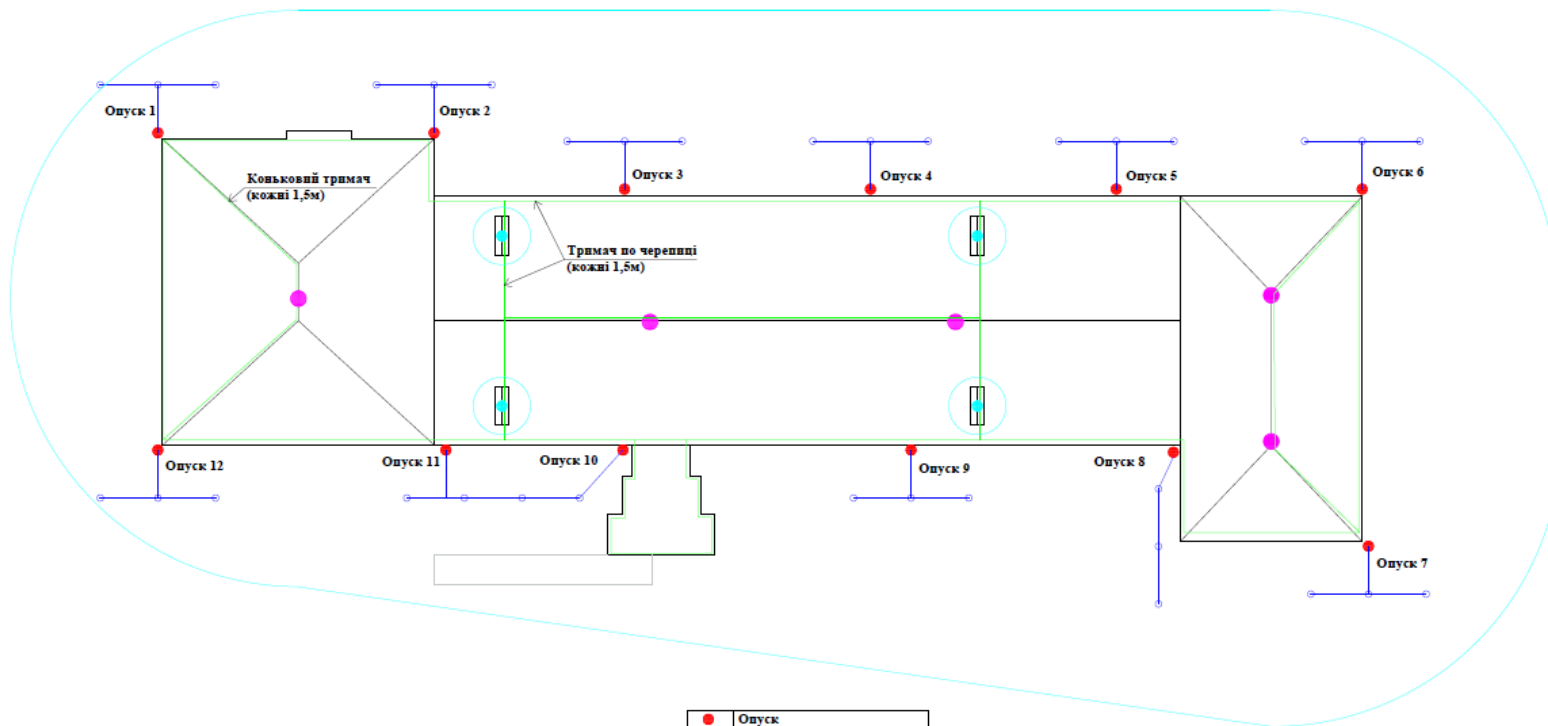 Опуск 1
Опуск 2
Опуск 3
Опуск 4
Опуск 5
Опуск 6
Коньковий тримач
(кожні 1,5м)
Тримач по черепиці
(кожні 1,5м)
Опуск 12
Опуск 11
Опуск 10
Опуск 9
Опуск 8
Опуск 7
Опуск